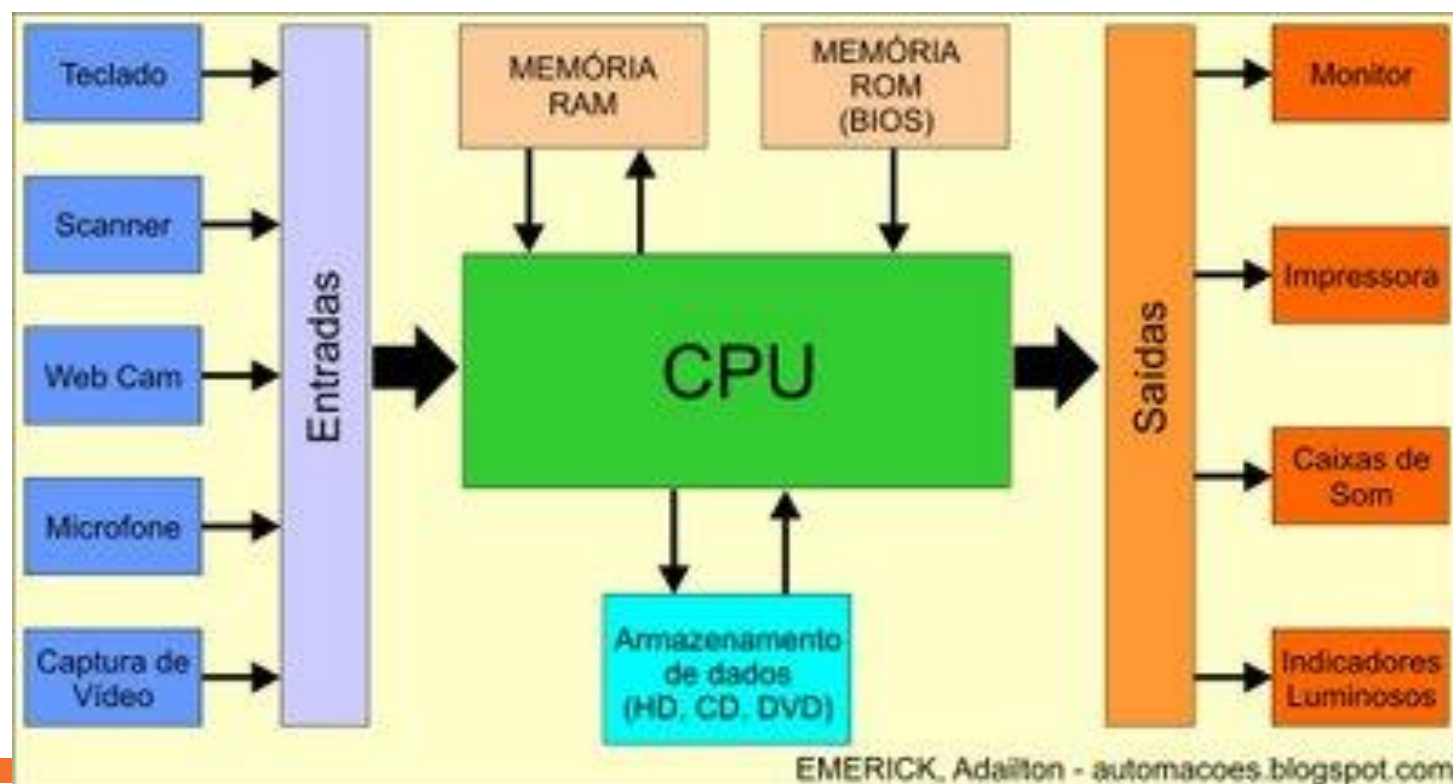 Teclado
Scanner
Web Cam
Microfone
Captura de
Vídeo
Entradas
MEMÓRIA
RAM
MEMÓRIA
ROM
(BIOS)
CPU
Armazenamento
de dados
(HD, CD, DVD)
Saidas
Monitor
Impressora
Caixas de
Som
Indicadores
Luminosos
EMERICK, Adailton - automacoes.blogspot.com